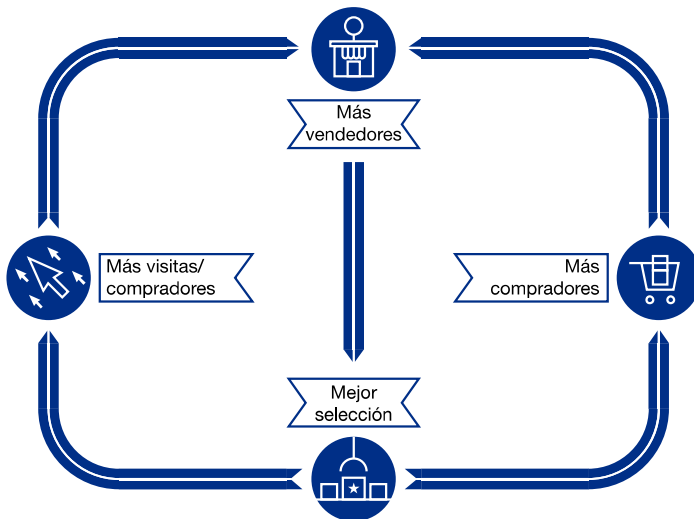 Más
vendedores
Más visitas/
compradores
Más
compradores
Mejor
selección